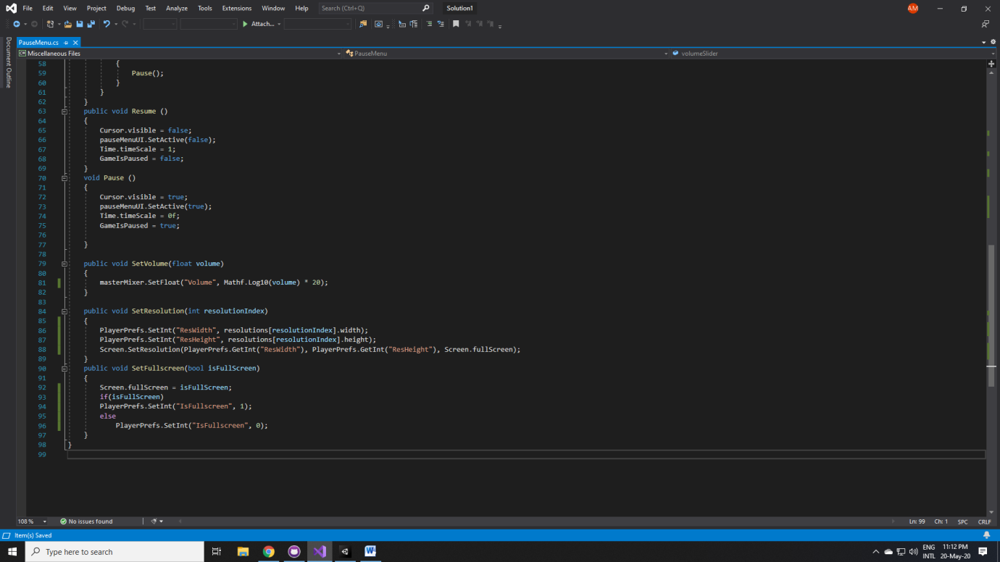 File Edit View Project Debug Test Analyze Tools Extensions Window Help Search (Ctrl+Q) Solution1 AM
Attach...
Document Outline
PauseMenu.cs
Miscellaneous Files PauseMenu volumeSlider
58 {
59 Pause();
60 }
61 }
62 }
63 public void Resume ()
64 {
65 Cursor.visible = false;
66 pauseMenuUI.SetActive(false);
67 Time.timeScale = 1;
68 GameIsPaused = false;
69 }
70 void Pause ()
71 {
72 Cursor.visible = true;
73 pauseMenuUI.SetActive(true);
74 Time.timeScale = 0f;
75 GameIsPaused = true;
76
77 }
78
79 public void SetVolume(float volume)
80 {
81 masterMixer.SetFloat("Volume", Mathf.Log10(volume) * 20);
82 }
83
84 public void SetResolution(int resolutionIndex)
85 {
86 PlayerPrefs.SetInt("ResWidth", resolutions[resolutionIndex].width);
87 PlayerPrefs.SetInt("ResHeight", resolutions[resolutionIndex].height);
88 Screen.SetResolution(PlayerPrefs.GetInt("ResWidth"), PlayerPrefs.GetInt("ResHeight"), Screen.fullScreen);
89 }
90 public void SetFullscreen(bool isFullScreen)
91 {
92 Screen.fullScreen = isFullScreen;
93 if(isFullScreen)
94 PlayerPrefs.SetInt("IsFullscreen", 1);
95 else
96 PlayerPrefs.SetInt("IsFullscreen", 0);
97 }
98 }
99
108 % No issues found Ln: 99 Ch: 1 SPC CRLF
Item(s) Saved
Type here to search ENG 11:12 PM
INTL 20-May-20